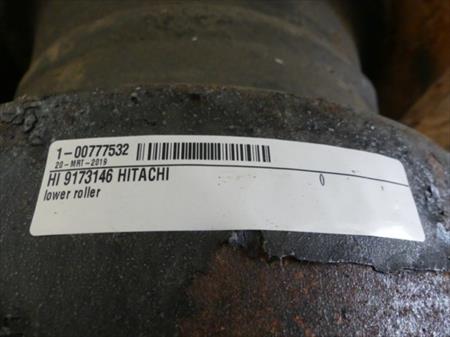 1-00777532
20-MRT-2019
HI 9173146 HITACHI
0
lower roller